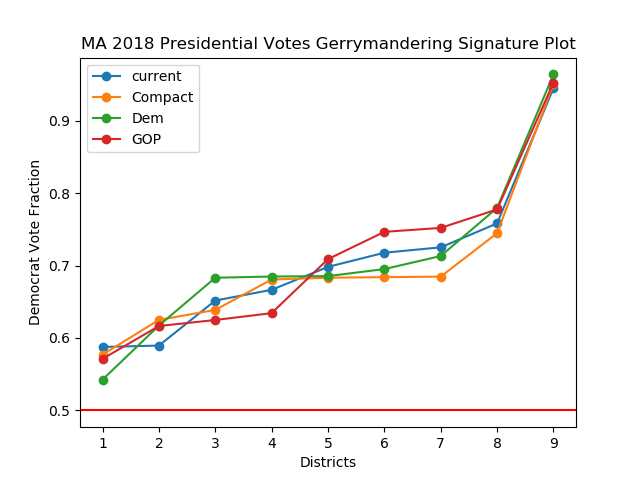 MA 2018 Presidential Votes Gerrymandering Signature Plot
current
Compact
Dem
GOP
Democrat Vote Fraction
0.9
0.8
0.7
0.6
0.5
1 2 3 4 5 6 7 8 9
Districts